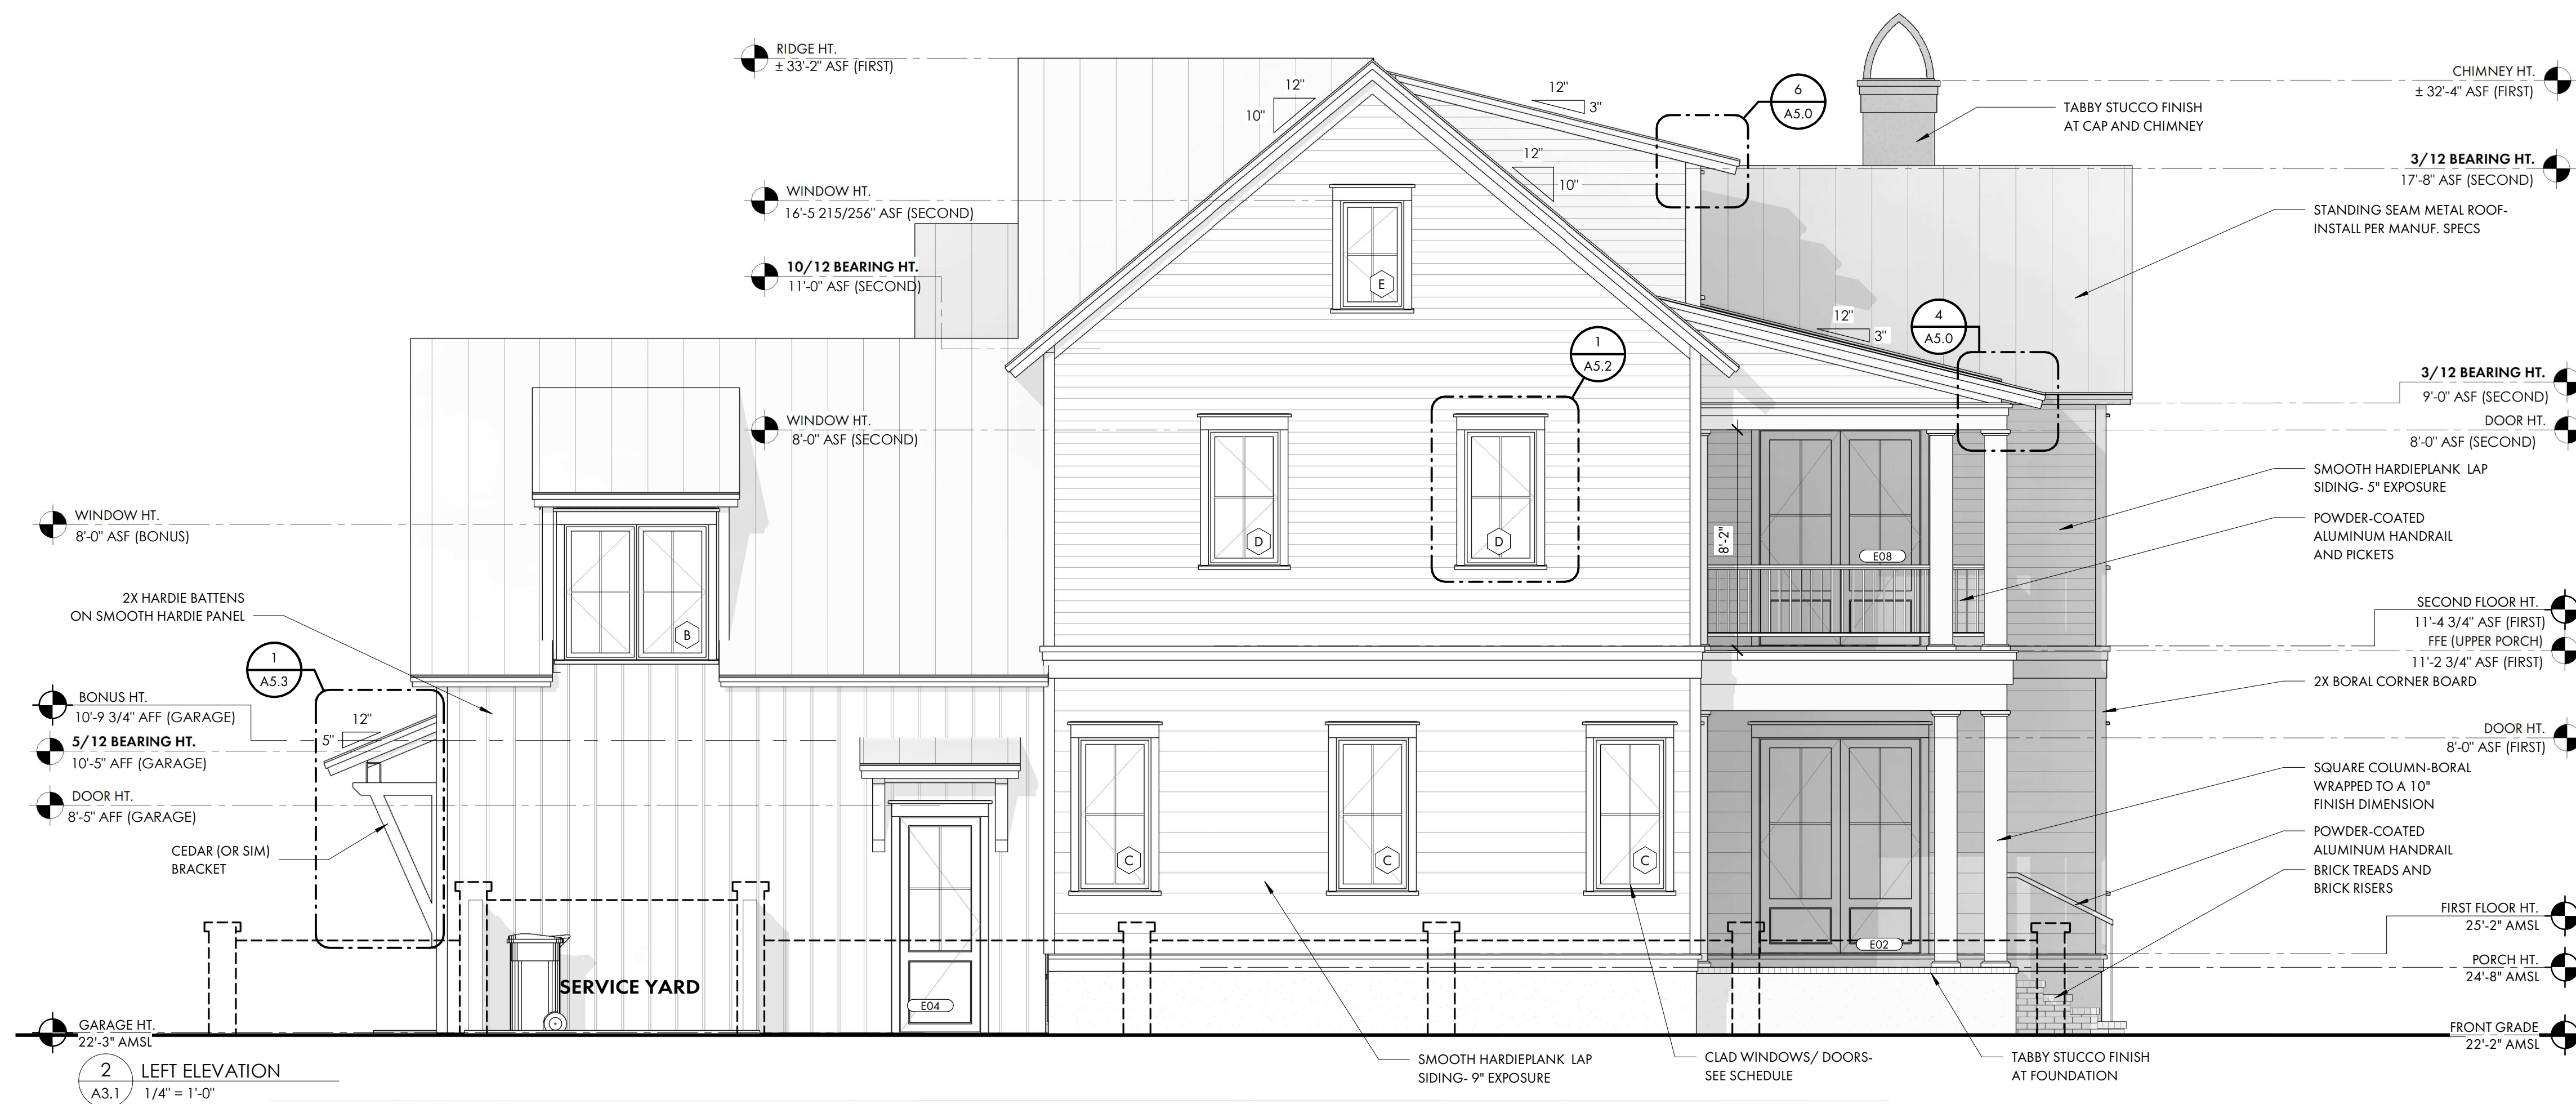 RIDGE HT.
± 33'-2" ASF (FIRST)
WINDOW HT.
16'-5 215/256" ASF (SECOND)
10/12 BEARING HT.
11'-0" ASF (SECOND)
WINDOW HT.
8'-0" ASF (SECOND)
WINDOW HT.
8'-0" ASF (BONUS)
2X HARDIE BATTENS
ON SMOOTH HARDIE PANEL
1
A5.3
BONUS HT.
10'-9 3/4" AFF (GARAGE)
5/12 BEARING HT.
10'-5" AFF (GARAGE)
DOOR HT.
8'-5" AFF (GARAGE)
CEDAR (OR SIM)
BRACKET
12"
5"
GARAGE HT.
22'-3" AMSL
2
A3.1
LEFT ELEVATION
1/4" = 1'-0"
SERVICE YARD
B
E04
12"
10"
12"
3"
12"
10"
6
A5.0
E
1
A5.2
D
D
12"
3"
4
A5.0
8'-2"
E08
C
C
C
E02
CHIMNEY HT.
± 32'-4" ASF (FIRST)
TABBY STUCCO FINISH
AT CAP AND CHIMNEY
3/12 BEARING HT.
17'-8" ASF (SECOND)
STANDING SEAM METAL ROOF-
INSTALL PER MANUF. SPECS
3/12 BEARING HT.
9'-0" ASF (SECOND)
DOOR HT.
8'-0" ASF (SECOND)
SMOOTH HARDIEPLANK LAP
SIDING- 5" EXPOSURE
POWDER-COATED
ALUMINUM HANDRAIL
AND PICKETS
SECOND FLOOR HT.
11'-4 3/4" ASF (FIRST)
FFE (UPPER PORCH)
11'-2 3/4" ASF (FIRST)
2X BORAL CORNER BOARD
DOOR HT.
8'-0" ASF (FIRST)
SQUARE COLUMN-BORAL
WRAPPED TO A 10"
FINISH DIMENSION
POWDER-COATED
ALUMINUM HANDRAIL
BRICK TREADS AND
BRICK RISERS
FIRST FLOOR HT.
25'-2" AMSL
PORCH HT.
24'-8" AMSL
FRONT GRADE
22'-2" AMSL
SMOOTH HARDIEPLANK LAP
SIDING- 9" EXPOSURE
CLAD WINDOWS/ DOORS-
SEE SCHEDULE
TABBY STUCCO FINISH
AT FOUNDATION